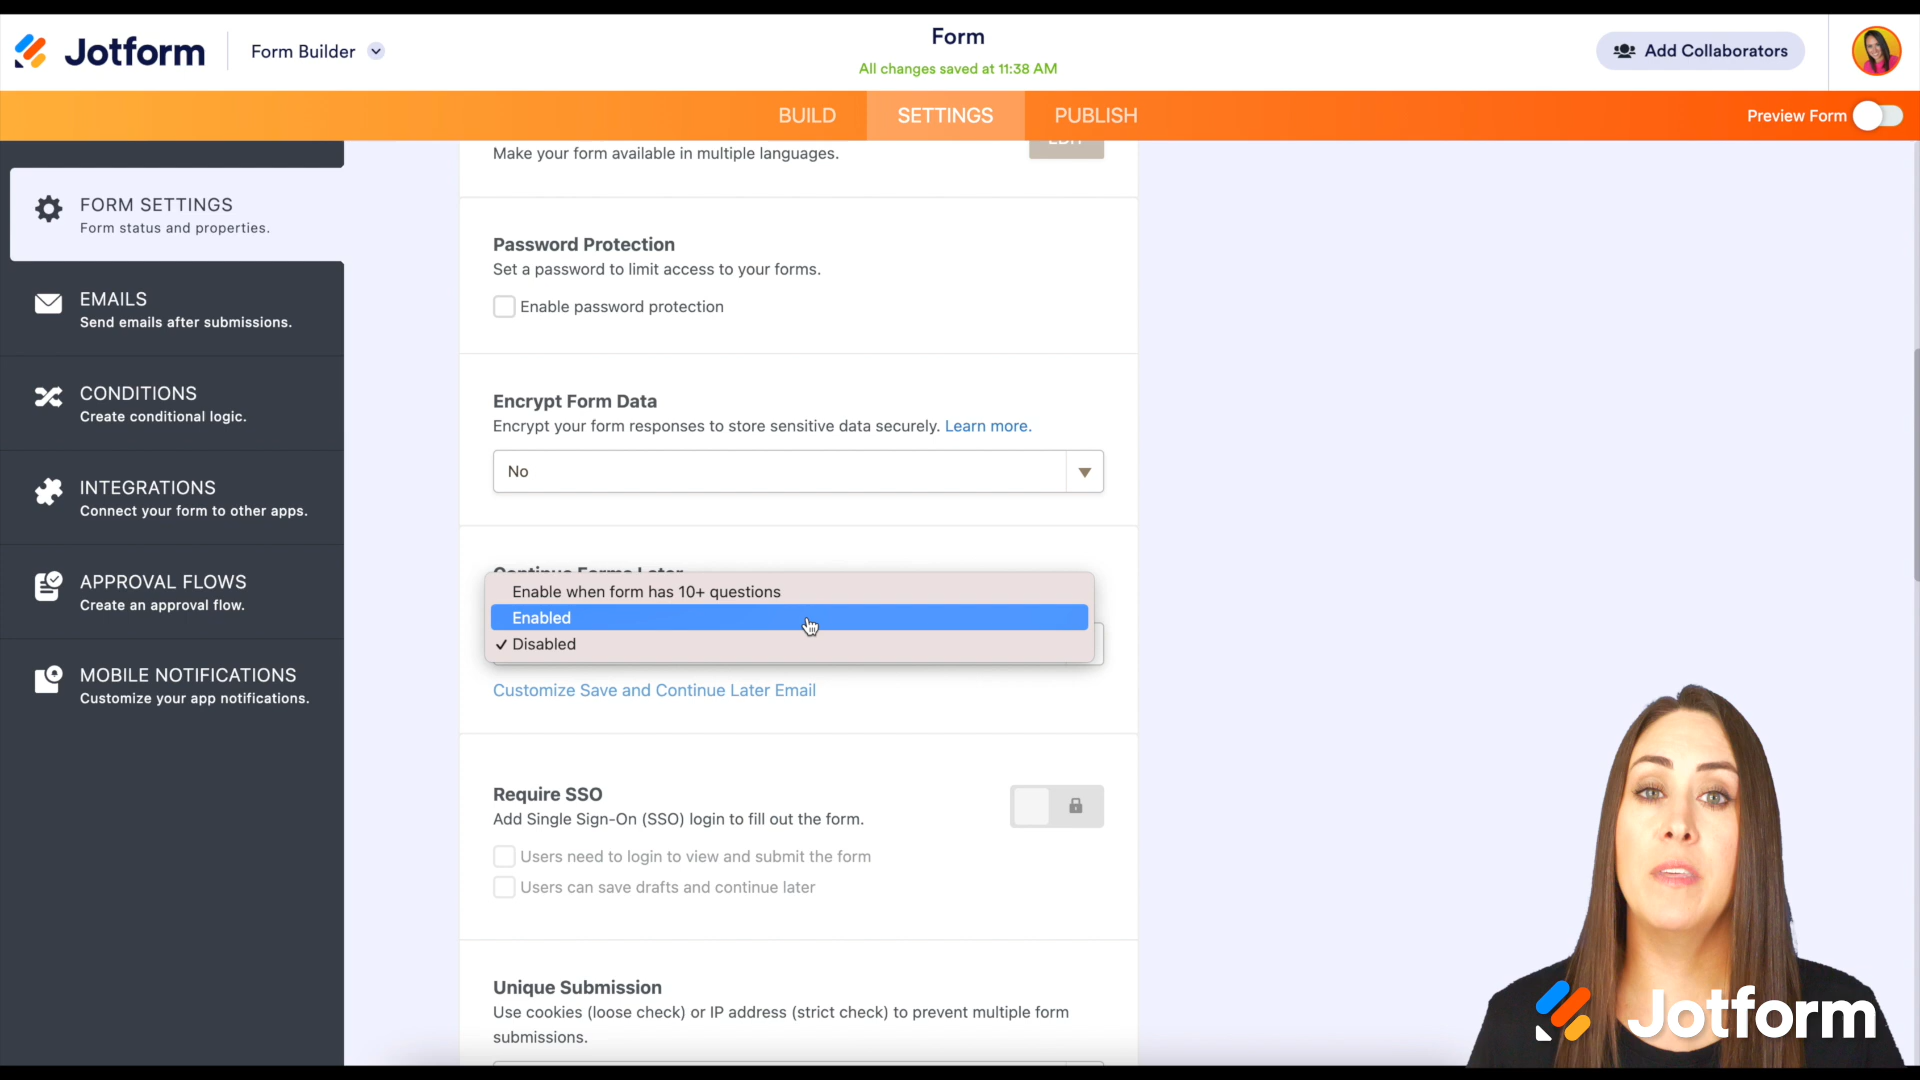 Jotform
Form Builder
Form
All changes saved at 11:38 AM
Add Collaborators
BUILD
SETTINGS
PUBLISH
Preview Form
FORM SETTINGS
Form status and properties.
EMAILS
Send emails after submissions.
CONDITIONS
Create conditional logic.
INTEGRATIONS
Connect your form to other apps.
APPROVAL FLOWS
Create an approval flow.
MOBILE NOTIFICATIONS
Customize your app notifications.
Make your form available in multiple languages.
EDIT
Password Protection
Set a password to limit access to your forms.
Enable password protection
Encrypt Form Data
Encrypt your form responses to store sensitive data securely. Learn more.
No
Continue Forms Later
Enable when form has 10+ questions
Enabled
✓ Disabled
Customize Save and Continue Later Email
Require SSO
Add Single Sign-On (SSO) login to fill out the form.
Users need to login to view and submit the form
Users can save drafts and continue later
Unique Submission
Use cookies (loose check) or IP address (strict check) to prevent multiple form
submissions.
Jotform